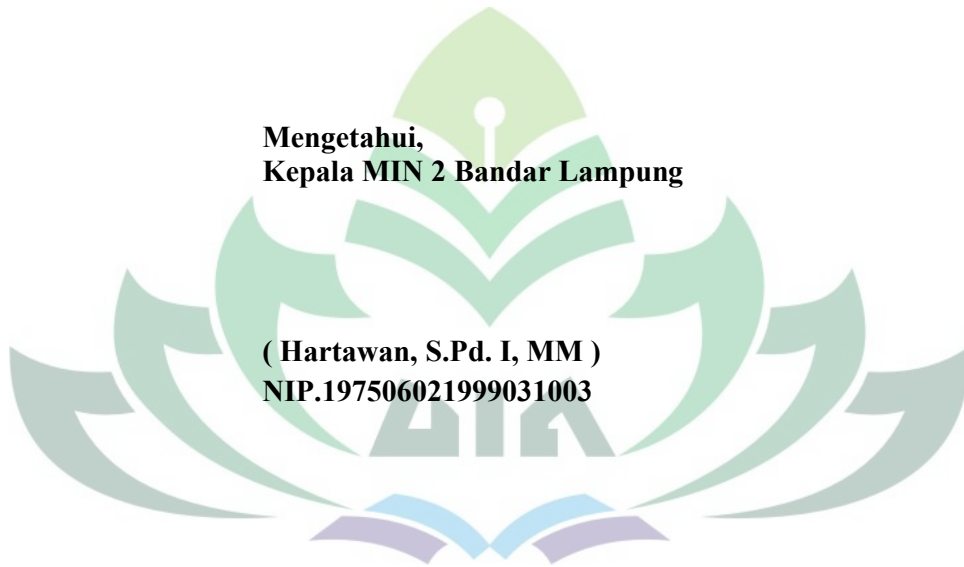 Mengetahui,
Kepala MIN 2 Bandar Lampung
( Hartawan, S.Pd. I, MM )
NIP.197506021999031003